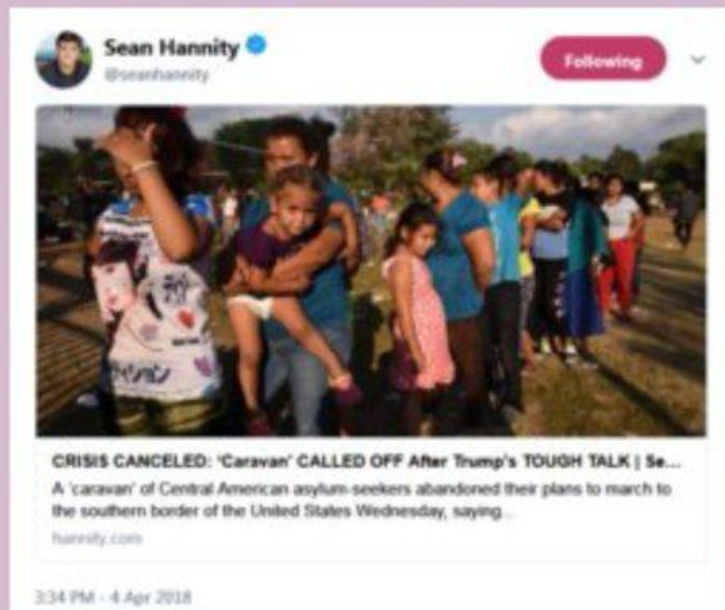 Sean Hannity
@seanhannity
Following
CRISIS CANCELED: 'Caravan' CALLED OFF After Trump's TOUGH TALK | Se...
A 'caravan' of Central American asylum-seekers abandoned their plans to march to
the southern border of the United States Wednesday, saying...
hannity.com
3:34 PM - 4 Apr 2018